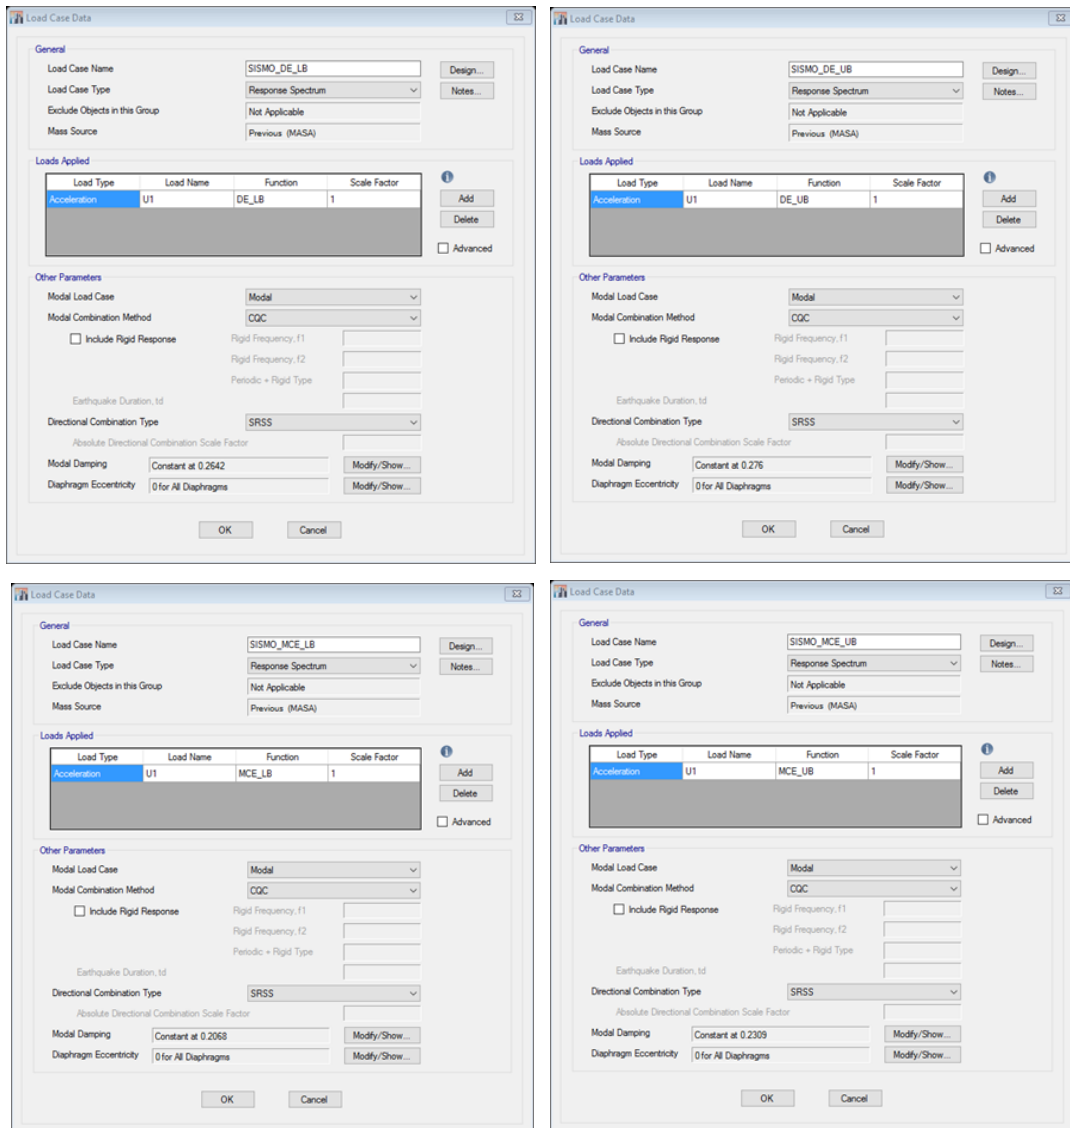 Load Case Data
General
Load Case Name SISMO_DE_LB Design...
Load Case Type Response Spectrum Notes...
Exclude Objects in this Group Not Applicable
Mass Source Previous (MASA)
Loads Applied
Load Type Load Name Function Scale Factor
Acceleration U1 DE_LB 1
Add
Delete
Advanced
Other Parameters
Modal Load Case Modal
Modal Combination Method CQC
Include Rigid Response Rigid Frequency, f1
Rigid Frequency, f2
Periodic + Rigid Type
Earthquake Duration, td
Directional Combination Type SRSS
Absolute Directional Combination Scale Factor
Modal Damping Constant at 0.2642 Modify/Show...
Diaphragm Eccentricity 0 for All Diaphragms Modify/Show...
OK Cancel
Load Case Data
General
Load Case Name SISMO_DE_UB Design...
Load Case Type Response Spectrum Notes...
Exclude Objects in this Group Not Applicable
Mass Source Previous (MASA)
Loads Applied
Load Type Load Name Function Scale Factor
Acceleration U1 DE_UB 1
Add
Delete
Advanced
Other Parameters
Modal Load Case Modal
Modal Combination Method CQC
Include Rigid Response Rigid Frequency, f1
Rigid Frequency, f2
Periodic + Rigid Type
Earthquake Duration, td
Directional Combination Type SRSS
Absolute Directional Combination Scale Factor
Modal Damping Constant at 0.276 Modify/Show...
Diaphragm Eccentricity 0 for All Diaphragms Modify/Show...
OK Cancel
Load Case Data
General
Load Case Name SISMO_MCE_LB Design...
Load Case Type Response Spectrum Notes...
Exclude Objects in this Group Not Applicable
Mass Source Previous (MASA)
Loads Applied
Load Type Load Name Function Scale Factor
Acceleration U1 MCE_LB 1
Add
Delete
Advanced
Other Parameters
Modal Load Case Modal
Modal Combination Method CQC
Include Rigid Response Rigid Frequency, f1
Rigid Frequency, f2
Periodic + Rigid Type
Earthquake Duration, td
Directional Combination Type SRSS
Absolute Directional Combination Scale Factor
Modal Damping Constant at 0.2068 Modify/Show...
Diaphragm Eccentricity 0 for All Diaphragms Modify/Show...
OK Cancel
Load Case Data
General
Load Case Name SISMO_MCE_UB Design...
Load Case Type Response Spectrum Notes...
Exclude Objects in this Group Not Applicable
Mass Source Previous (MASA)
Loads Applied
Load Type Load Name Function Scale Factor
Acceleration U1 MCE_UB 1
Add
Delete
Advanced
Other Parameters
Modal Load Case Modal
Modal Combination Method CQC
Include Rigid Response Rigid Frequency, f1
Rigid Frequency, f2
Periodic + Rigid Type
Earthquake Duration, td
Directional Combination Type SRSS
Absolute Directional Combination Scale Factor
Modal Damping Constant at 0.2309 Modify/Show...
Diaphragm Eccentricity 0 for All Diaphragms Modify/Show...
OK Cancel